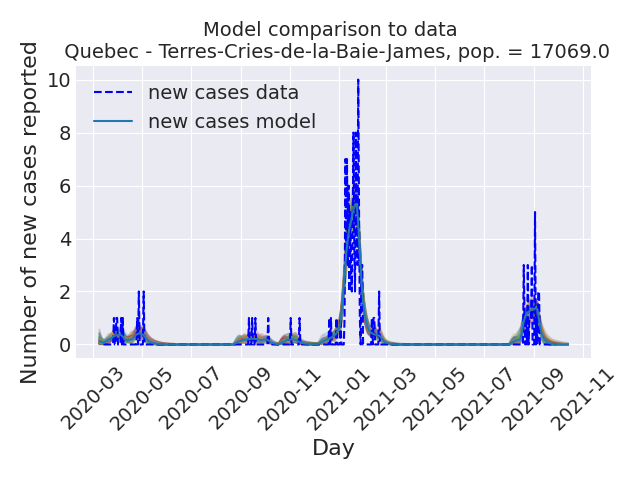 Model comparison to data
Quebec - Terres-Cries-de-la-Baie-James, pop. = 17069.0
Number of new cases reported
10
8
6
4
2
0
new cases data
new cases model
2020-03
2020-05
2020-07
2020-09
2020-11
2021-01
2021-03
2021-05
2021-07
2021-09
2021-11
Day